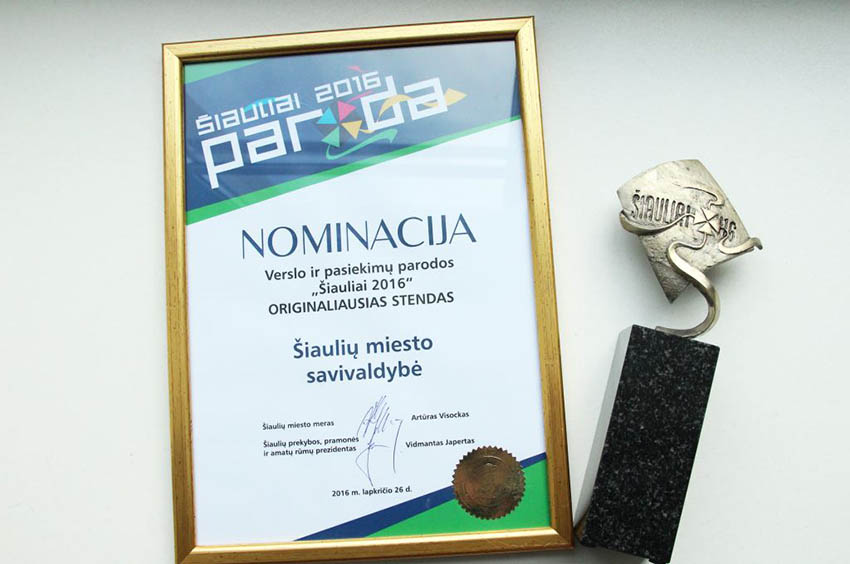 šiauliai 2016
paroda
NOMINACIJA
Verslo ir pasiekimų parodos
„Šiauliai 2016“
ORIGINALIAUSIAS STENDAS
Šiaulių miesto
savivaldybė
Šiaulių miesto meras
Artūras Visockas
Šiaulių prekybos, pramonės
ir amatų rūmų prezidentas
Vidmantas Japertas
2016 m. lapkričio 26 d.
ŠIAULIAI